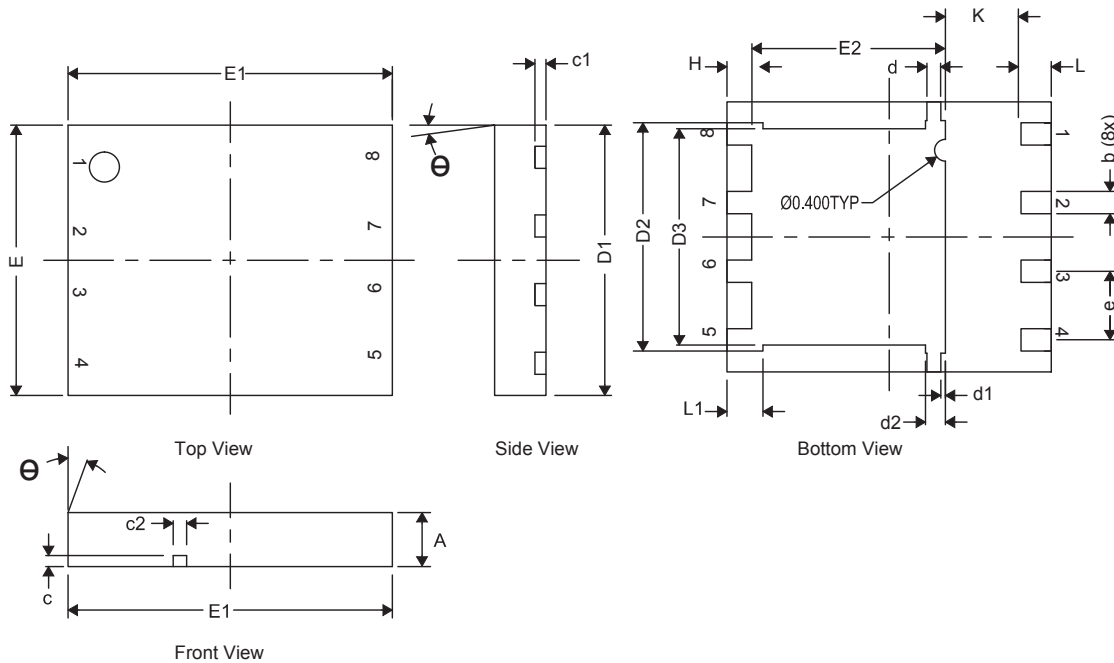 E1
E
1
2
3
4
8
7
6
5
Top View
c1
Θ
D1
Side View
K
E2
H
d
L
8
7
6
5
1
2
3
4
b (8x)
Ø0.400TYP
D2
D3
e
L1
d1
d2
Bottom View
Θ
c2
A
c
E1
Front View